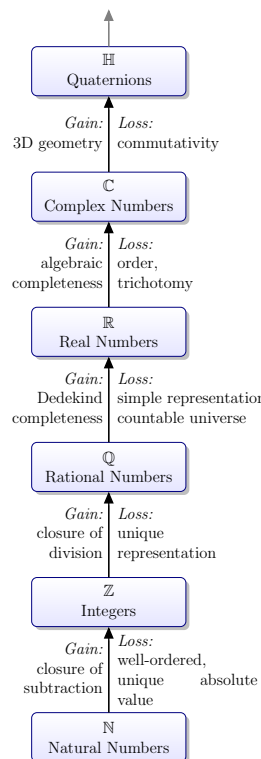 ℍ
Quaternions
Gain: Loss:
3D geometry commutativity
ℂ
Complex Numbers
Gain: Loss:
algebraic order,
completeness trichotomy
ℝ
Real Numbers
Gain: Loss:
Dedekind simple representation
completeness countable universe
ℚ
Rational Numbers
Gain: Loss:
closure of unique
division representation
ℤ
Integers
Gain: Loss:
closure of well-ordered,
subtraction unique absolute
value
ℕ
Natural Numbers